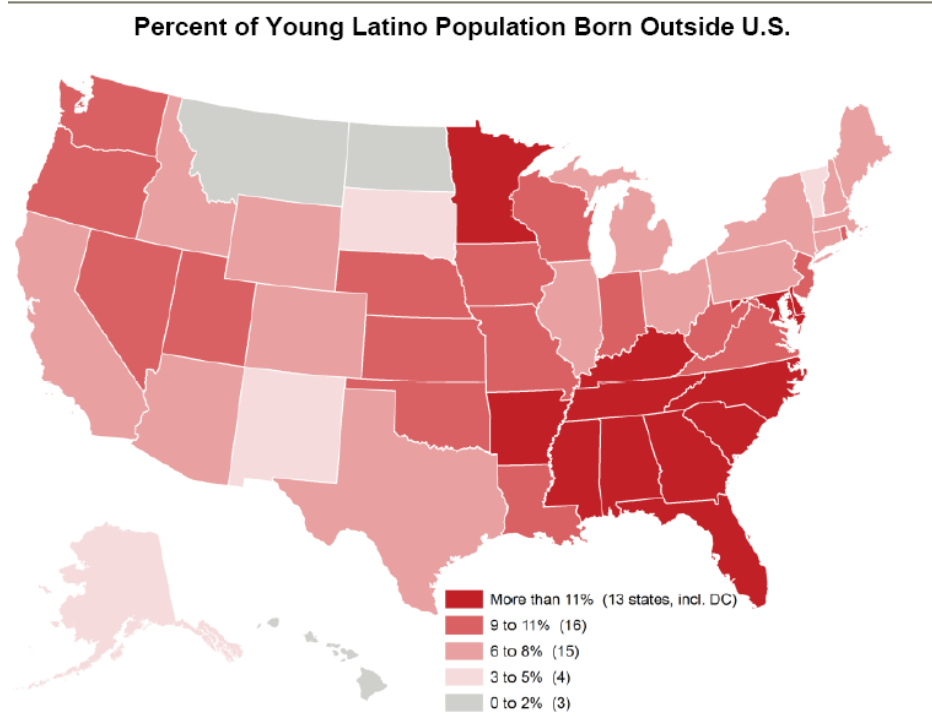 Percent of Young Latino Population Born Outside U.S.
More than 11% (13 states, incl. DC)
9 to 11% (16)
6 to 8% (15)
3 to 5% (4)
0 to 2% (3)